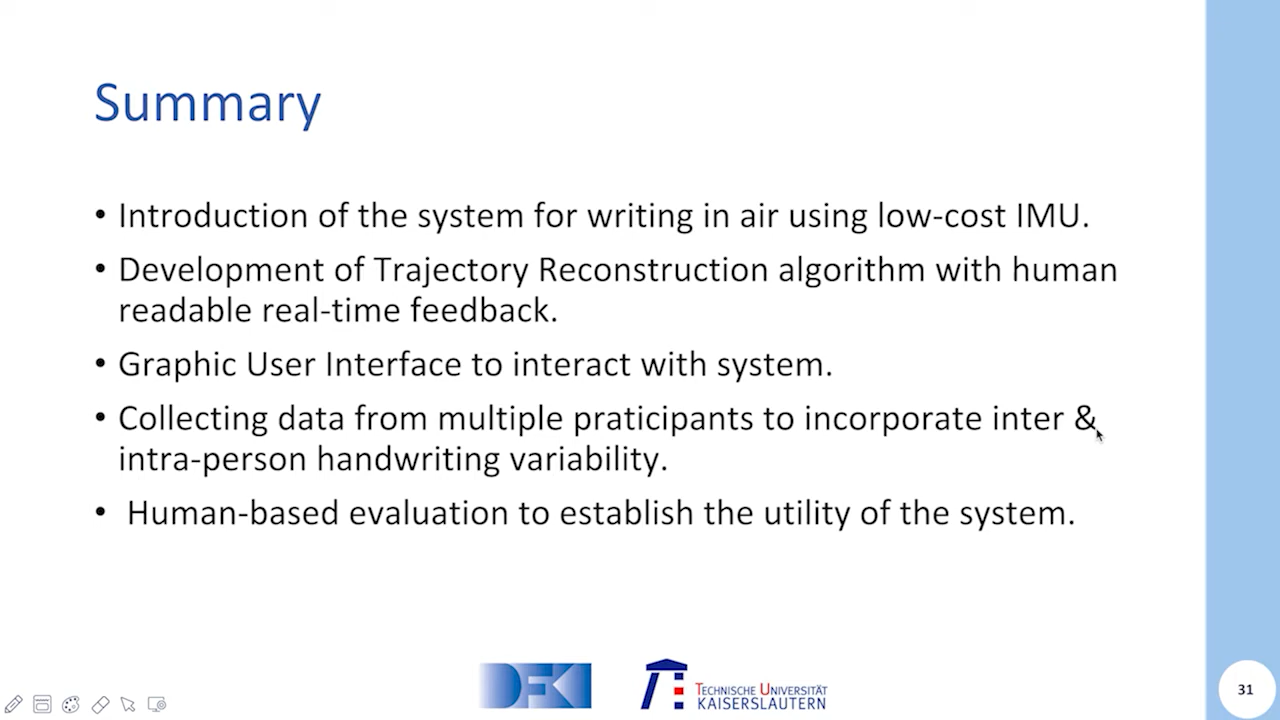 Summary
• Introduction of the system for writing in air using low-cost IMU.
• Development of Trajectory Reconstruction algorithm with human
readable real-time feedback.
• Graphic User Interface to interact with system.
• Collecting data from multiple praticipants to incorporate inter &
intra-person handwriting variability.
• Human-based evaluation to establish the utility of the system.
DFKI
TECHNISCHE UNIVERSITÄT
KAISERSLAUTERN
31